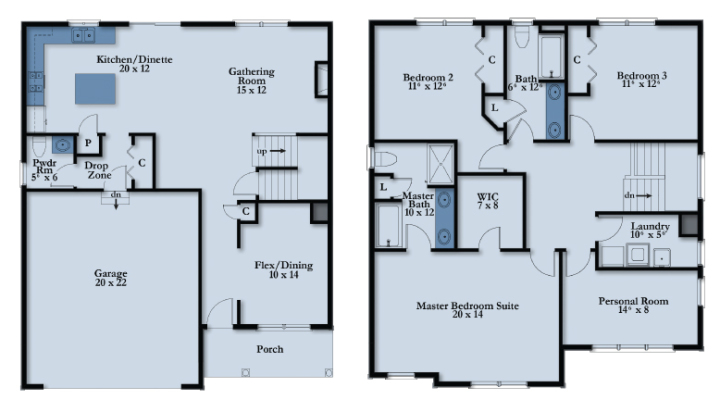 Kitchen/Dinette
20 x 12
Gathering
Room
15 x 12
P
Pwdr
Rm
5⁶ x 6
Drop
Zone
C
up
dn
C
Garage
20 x 22
Flex/Dining
10 x 14
Porch
Bedroom 2
11⁶ x 12⁶
C
L
Bath
6⁶ x 12⁶
C
Bedroom 3
11⁶ x 12⁶
L
Master
Bath
10 x 12
WIC
7 x 8
dn
Laundry
10⁶ x 5⁶
Master Bedroom Suite
20 x 14
Personal Room
14⁶ x 8